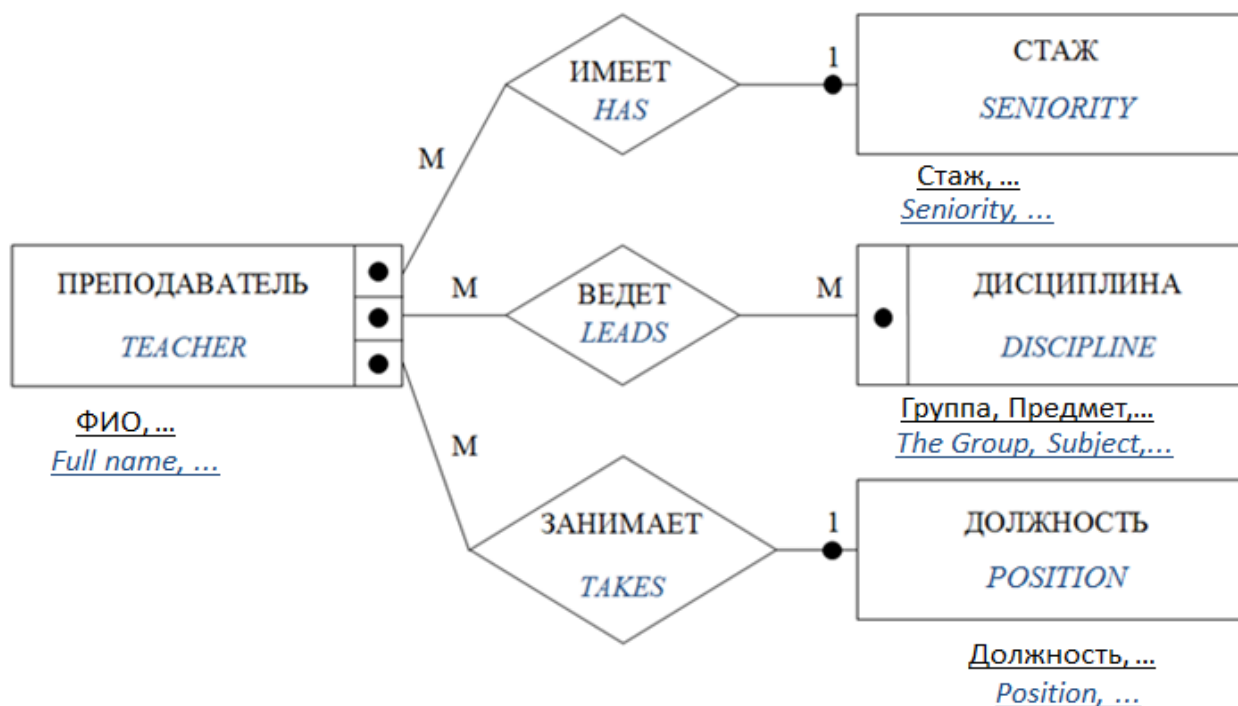 ИМЕЕТ
HAS
1
СТАЖ
SENIORITY
М
Стаж, ...
Seniority, ...
ПРЕПОДАВАТЕЛЬ
TEACHER
М
ВЕДЕТ
LEADS
М
ДИСЦИПЛИНА
DISCIPLINE
ФИО, ...
Full name, ...
Группа, Предмет,...
The Group, Subject,...
М
ЗАНИМАЕТ
TAKES
1
ДОЛЖНОСТЬ
POSITION
Должность, ...
Position, ...